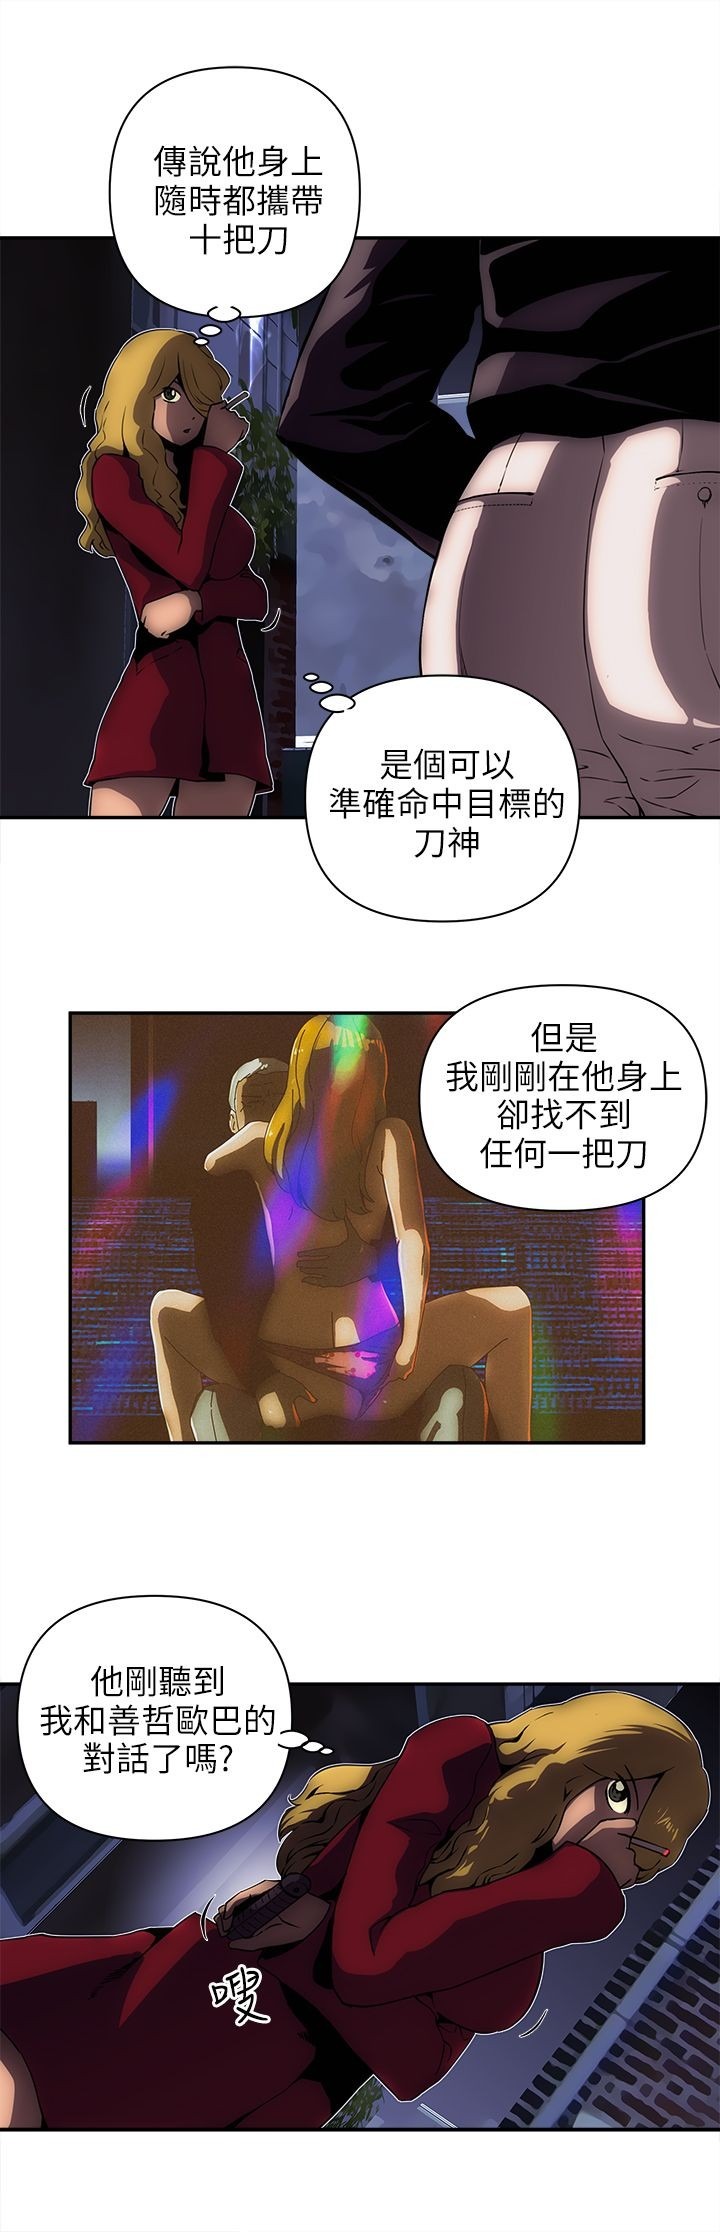 傳說他身上
隨時都攜帶
十把刀
是個可以
準確命中目標的
刀神
但是
我剛剛在他身上
卻找不到
任何一把刀
他剛聽到
我和善哲歐巴的
對話了嗎?
嗖